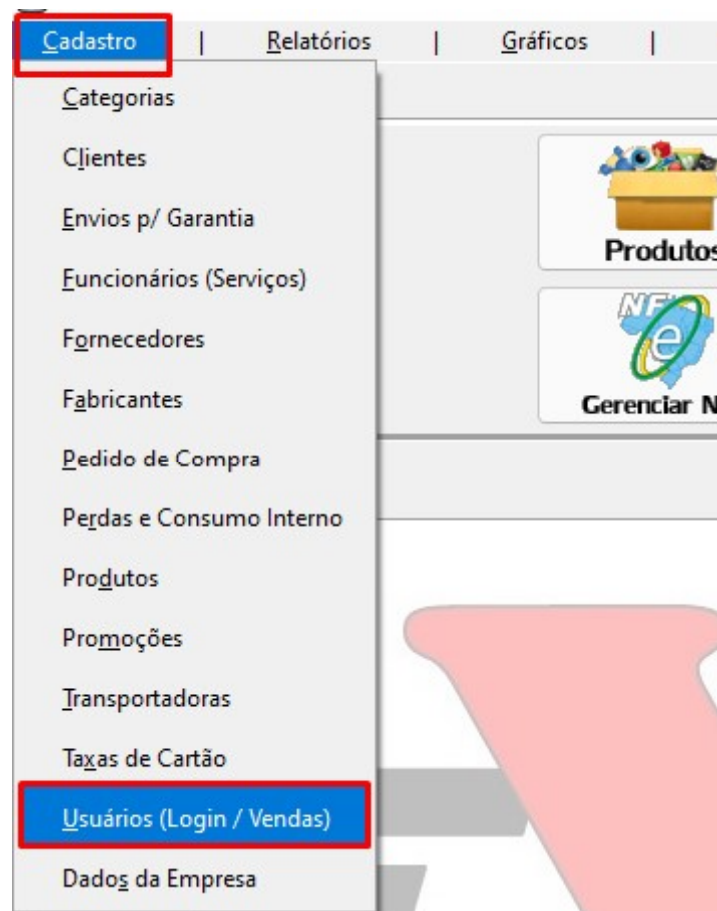 Cadastro | Relatórios | Gráficos |
Categorias
Clientes
Envios p/ Garantia
Funcionários (Serviços)
Fornecedores
Fabricantes
Pedido de Compra
Perdas e Consumo Interno
Produtos
Promoções
Transportadoras
Taxas de Cartão
Usuários (Login / Vendas)
Dados da Empresa
Produtos
NF
e
Gerenciar N